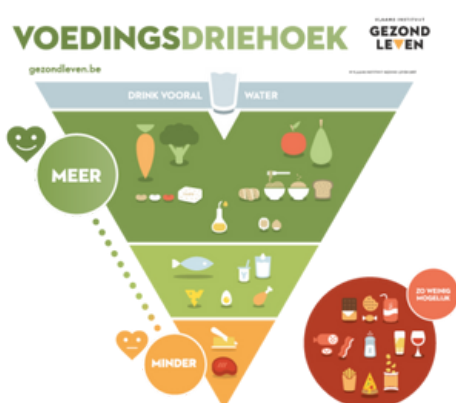 VLAAMS INSTITUUT
VOEDINGSDRIEHOEK
GEZOND
LEVEN
gezondleven.be
DRINK VOORAL
WATER
MEER
ZO WEINIG
MOGELIJK
MINDER